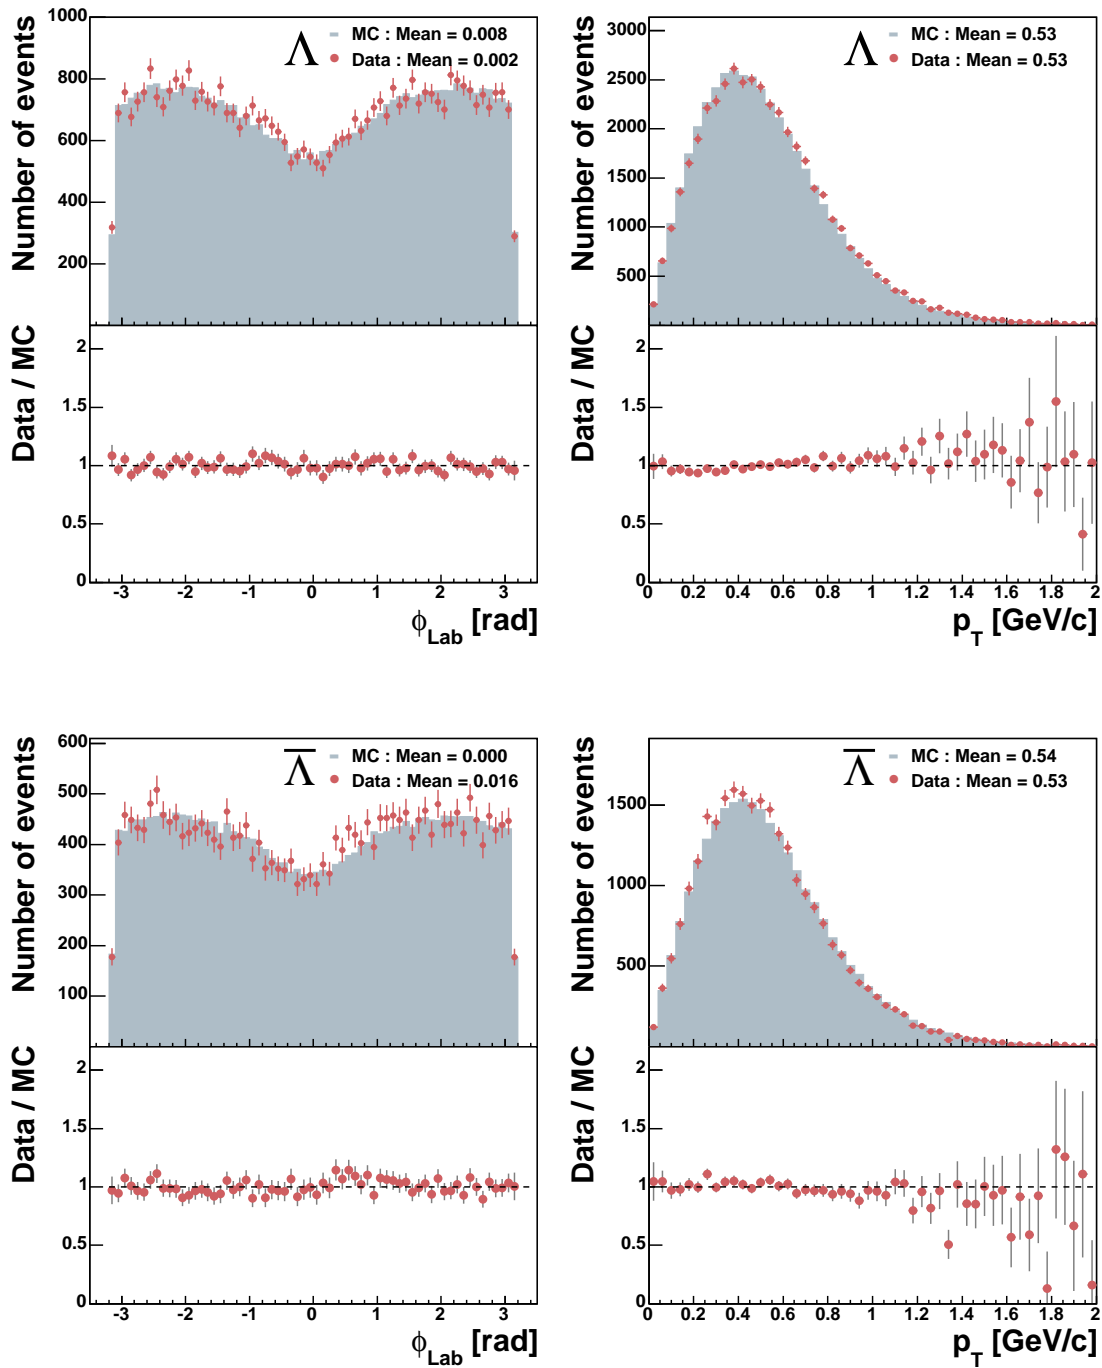 Number of events
1000
800
600
400
200
Λ
MC : Mean = 0.008
Data : Mean = 0.002
Data / MC
2
1.5
1
0.5
0
-3 -2 -1 0 1 2 3
ϕLab [rad]
Number of events
3000
2500
2000
1500
1000
500
Λ
MC : Mean = 0.53
Data : Mean = 0.53
Data / MC
2
1.5
1
0.5
0
0 0.2 0.4 0.6 0.8 1 1.2 1.4 1.6 1.8 2
pT [GeV/c]
Number of events
600
500
400
300
200
100
Λ̅
MC : Mean = 0.000
Data : Mean = 0.016
Data / MC
2
1.5
1
0.5
0
-3 -2 -1 0 1 2 3
ϕLab [rad]
Number of events
1500
1000
500
Λ̅
MC : Mean = 0.54
Data : Mean = 0.53
Data / MC
2
1.5
1
0.5
0
0 0.2 0.4 0.6 0.8 1 1.2 1.4 1.6 1.8 2
pT [GeV/c]